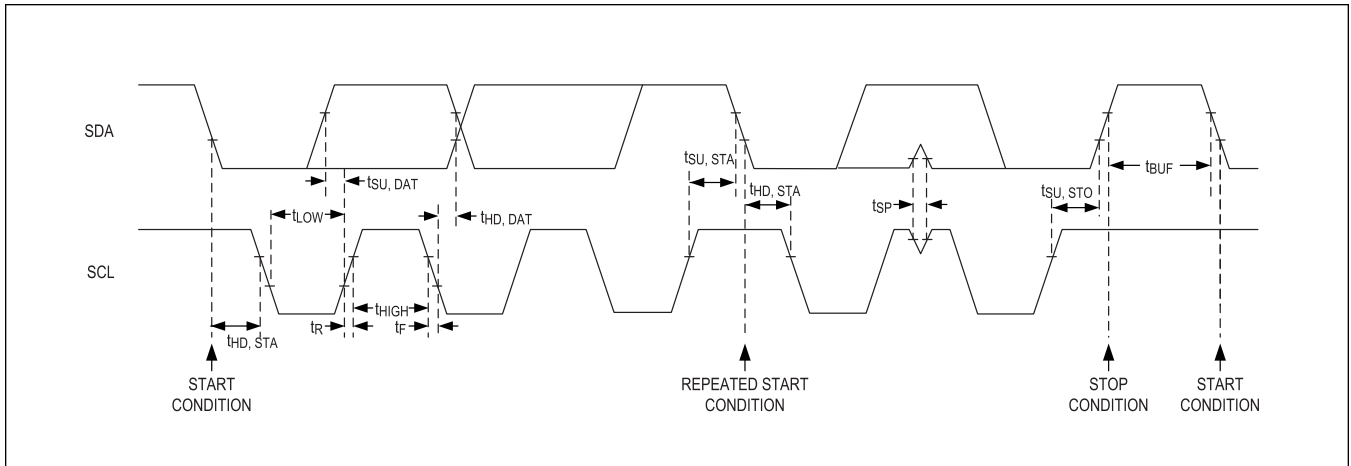 SDA
tSU, STA
tBUF
tSU, DAT
tHD, STA
tSU, STO
tLOW
tHD, DAT
tSP
SCL
tHIGH
tR
tF
tHD, STA
START
CONDITION
REPEATED START
CONDITION
STOP
CONDITION
START
CONDITION